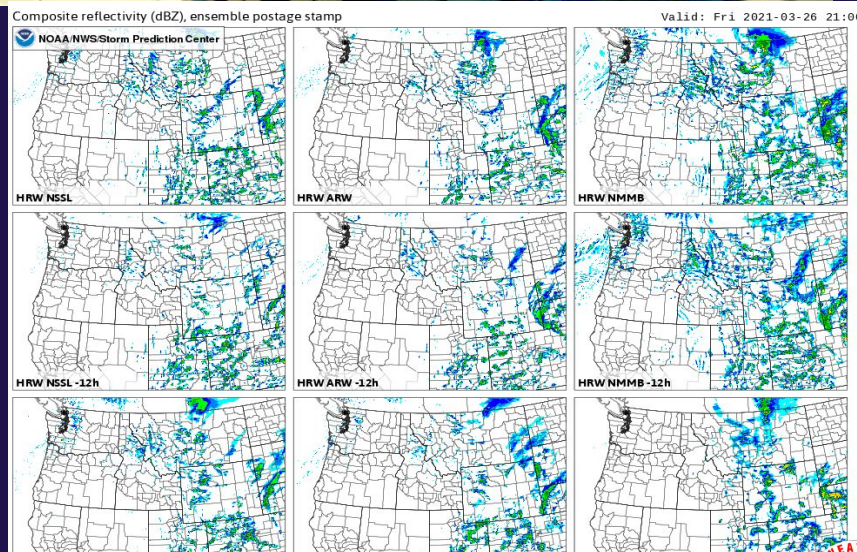 Composite reflectivity (dBZ), ensemble postage stamp
Valid: Fri 2021-03-26 21:00
NOAA/NWS/Storm Prediction Center
HRW NSSL
HRW ARW
HRW NMMB
HRW NSSL -12h
HRW ARW -12h
HRW NMMB -12h